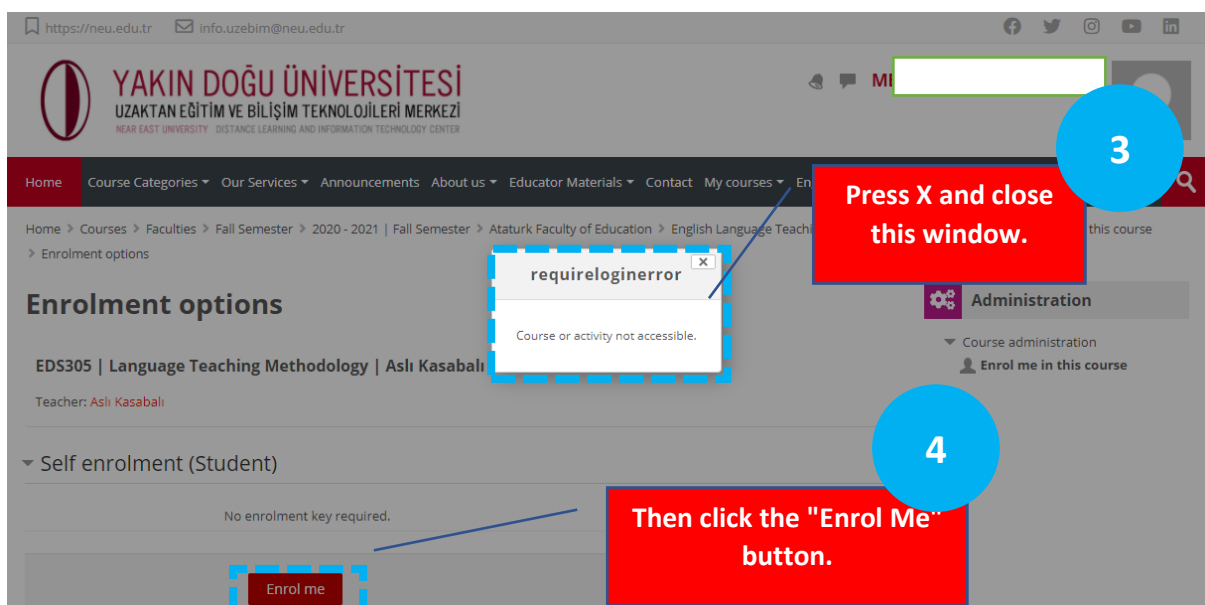 https://neu.edu.tr info.uzebim@neu.edu.tr
YAKIN DOĞU ÜNİVERSİTESİ
UZAKTAN EĞİTİM VE BİLİŞİM TEKNOLOJİLERİ MERKEZİ
NEAR EAST UNIVERSITY DISTANCE LEARNING AND INFORMATION TECHNOLOGY CENTER
3
Home Course Categories Our Services Announcements About us Educator Materials Contact My courses
Press X and close
this window.
Home > Courses > Faculties > Fall Semester > 2020 - 2021 | Fall Semester > Ataturk Faculty of Education > English Language this course
> Enrolment options
requireloginerror
Course or activity not accessible.
Enrolment options
Administration
Course administration
Enrol me in this course
EDS305 | Language Teaching Methodology | Aslı Kasabalı
Teacher: Aslı Kasabalı
4
Self enrolment (Student)
No enrolment key required.
Then click the "Enrol Me"
button.
Enrol me